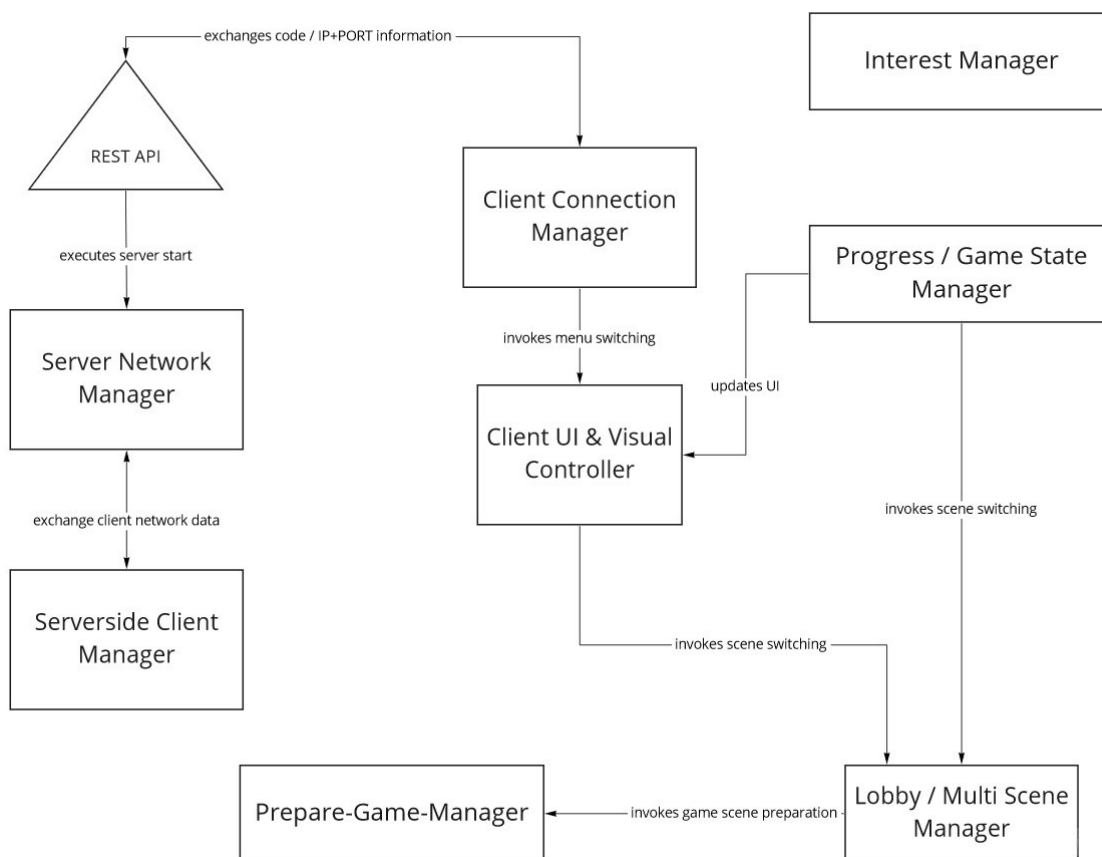 exchanges code / IP+PORT information
Interest Manager
REST API
Client Connection
Manager
executes server start
Progress / Game State
Manager
invokes menu switching
Server Network
Manager
updates UI
Client UI & Visual
Controller
exchange client network data
invokes scene switching
Serverside Client
Manager
invokes scene switching
Prepare-Game-Manager
invokes game scene preparation
Lobby / Multi Scene
Manager